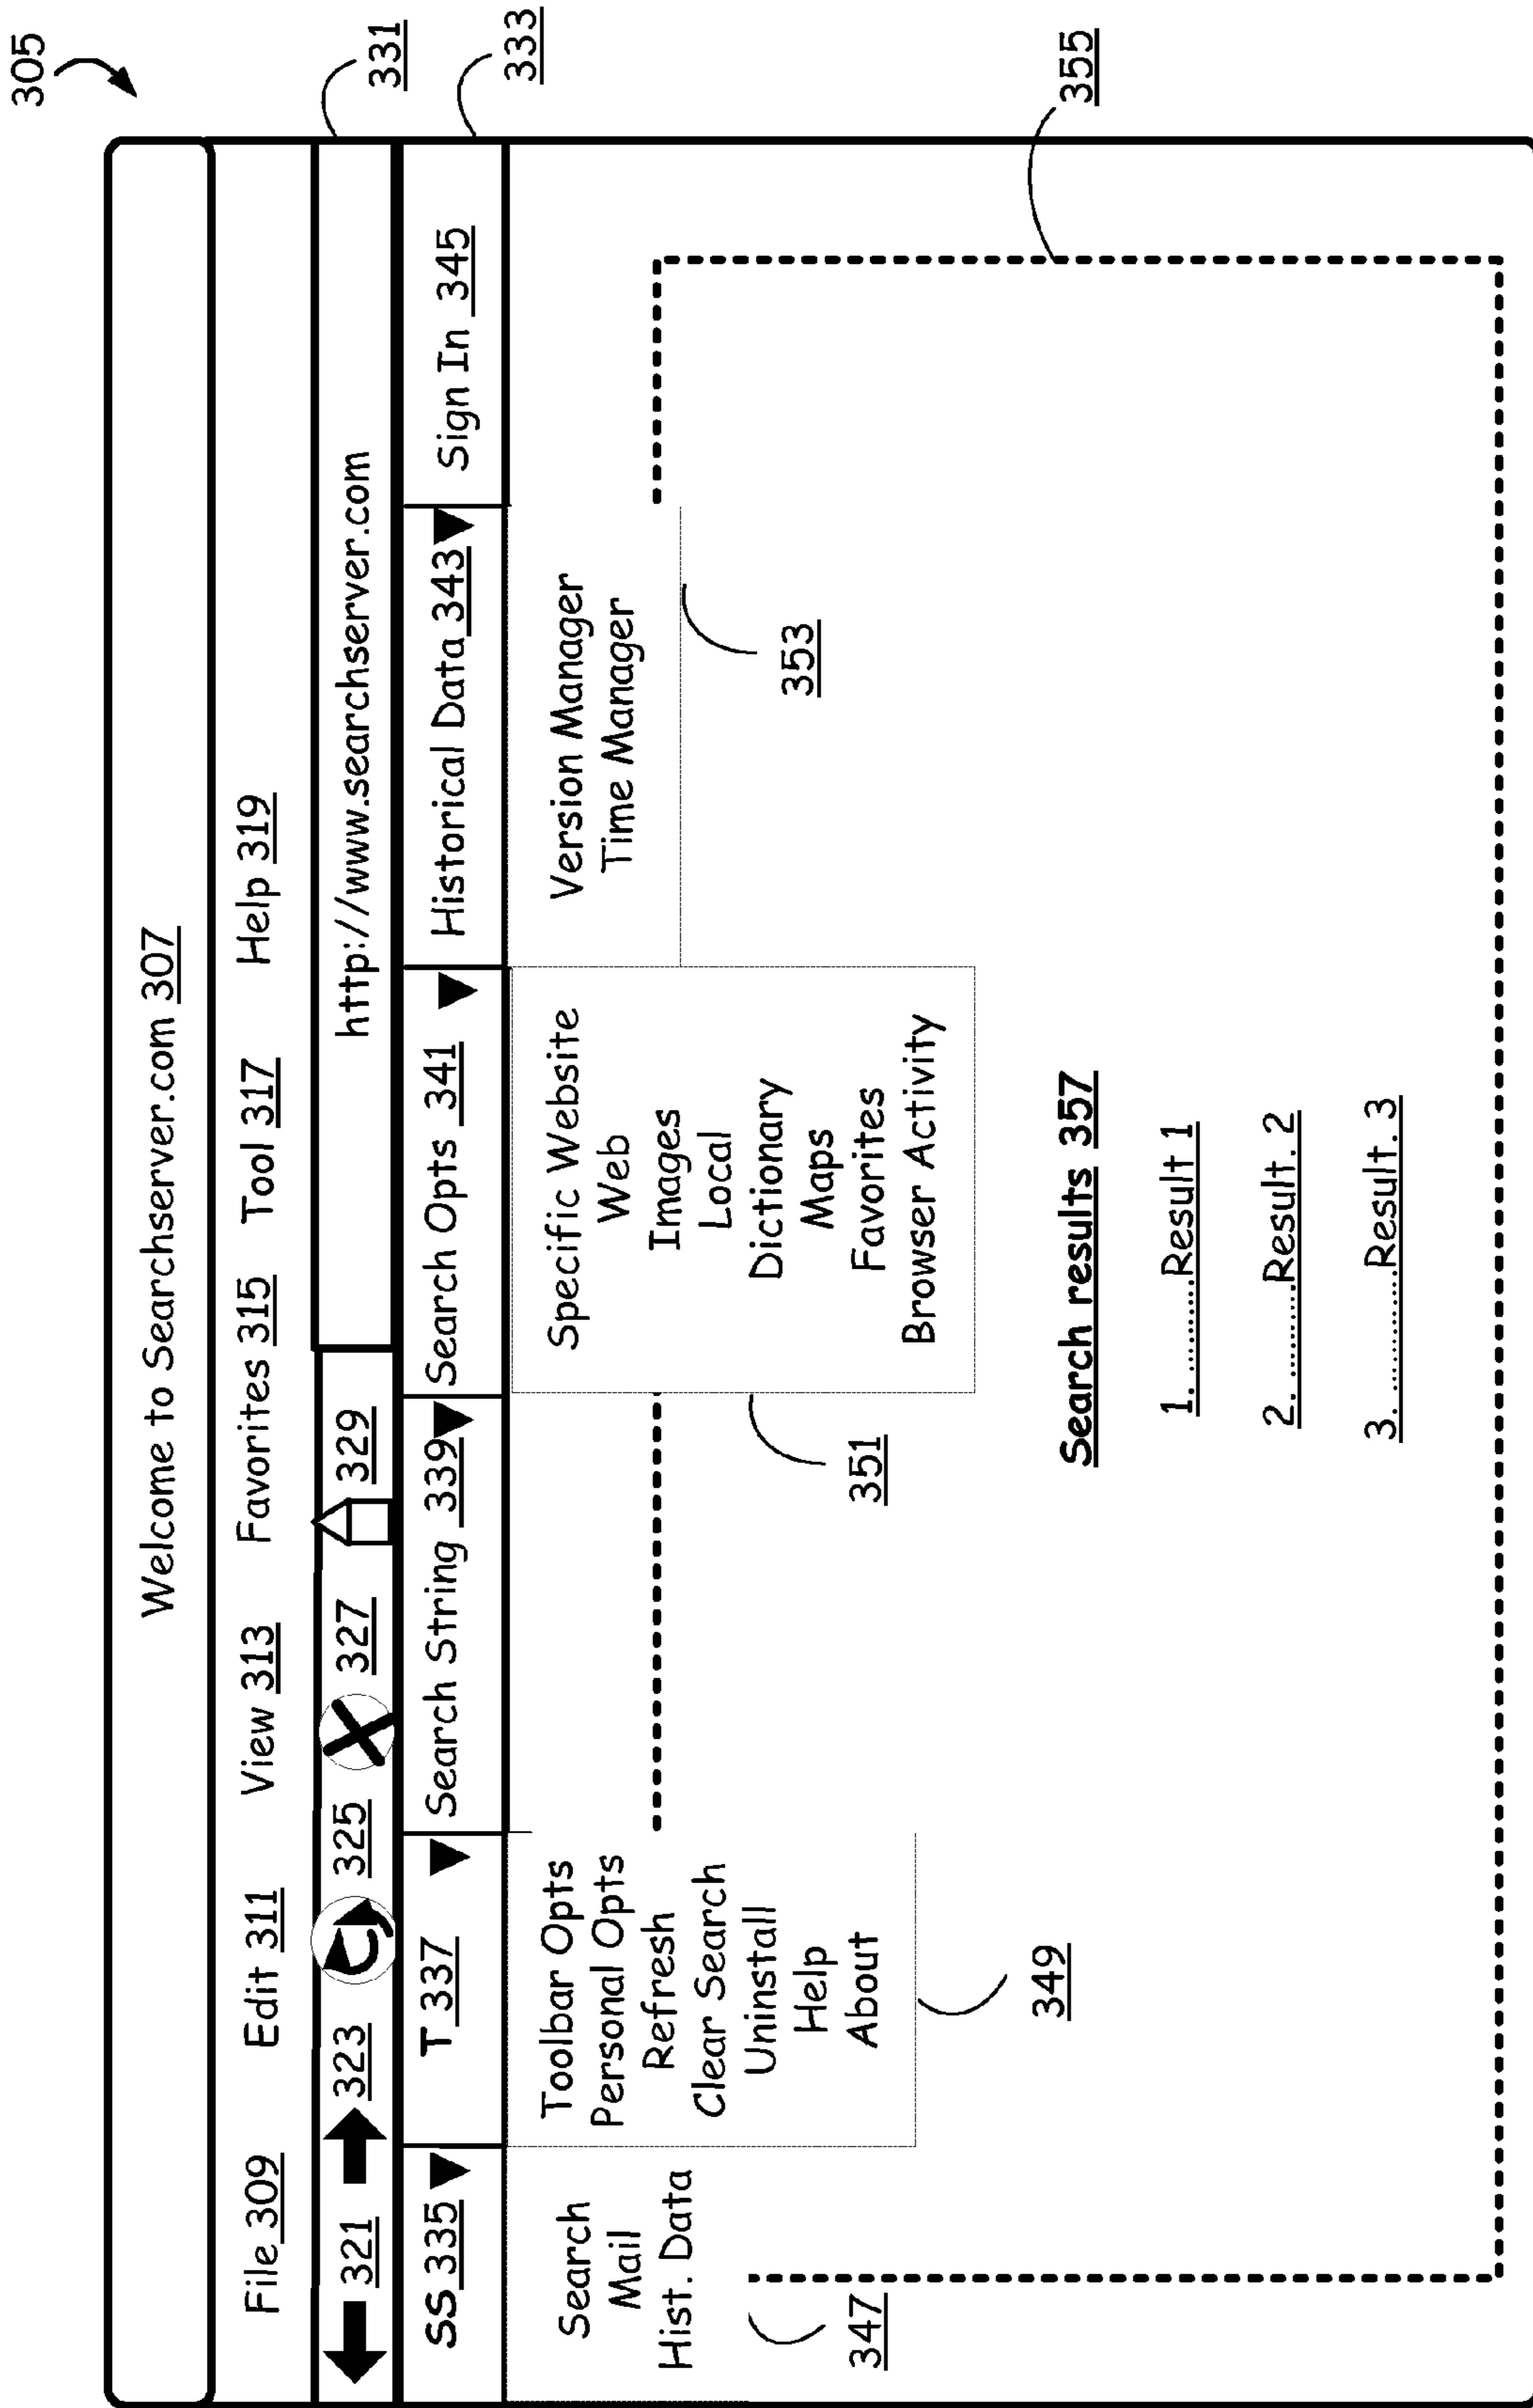 305
Welcome to Searchserver.com 307
File 309 Edit 311 View 313 Favorites 315 Tool 317 Help 319
321 323 325 327 329 http://www.searchserver.com
331
SS 335 T 337 Search String 339 Search Opts 341 Historical Data 343 Sign In 345
333
Search
Mail
Hist. Data
347
Toolbar Opts
Personal Opts
Refresh
Clear Search
Uninstall
Help
About
349
Specific Website
Web
Images
Local
Dictionary
Maps
Favorites
Browser Activity
351
Version Manager
Time Manager
353
355
Search results 357
1. ..........Result 1
2. ..........Result. 2
3. ...........Result. 3